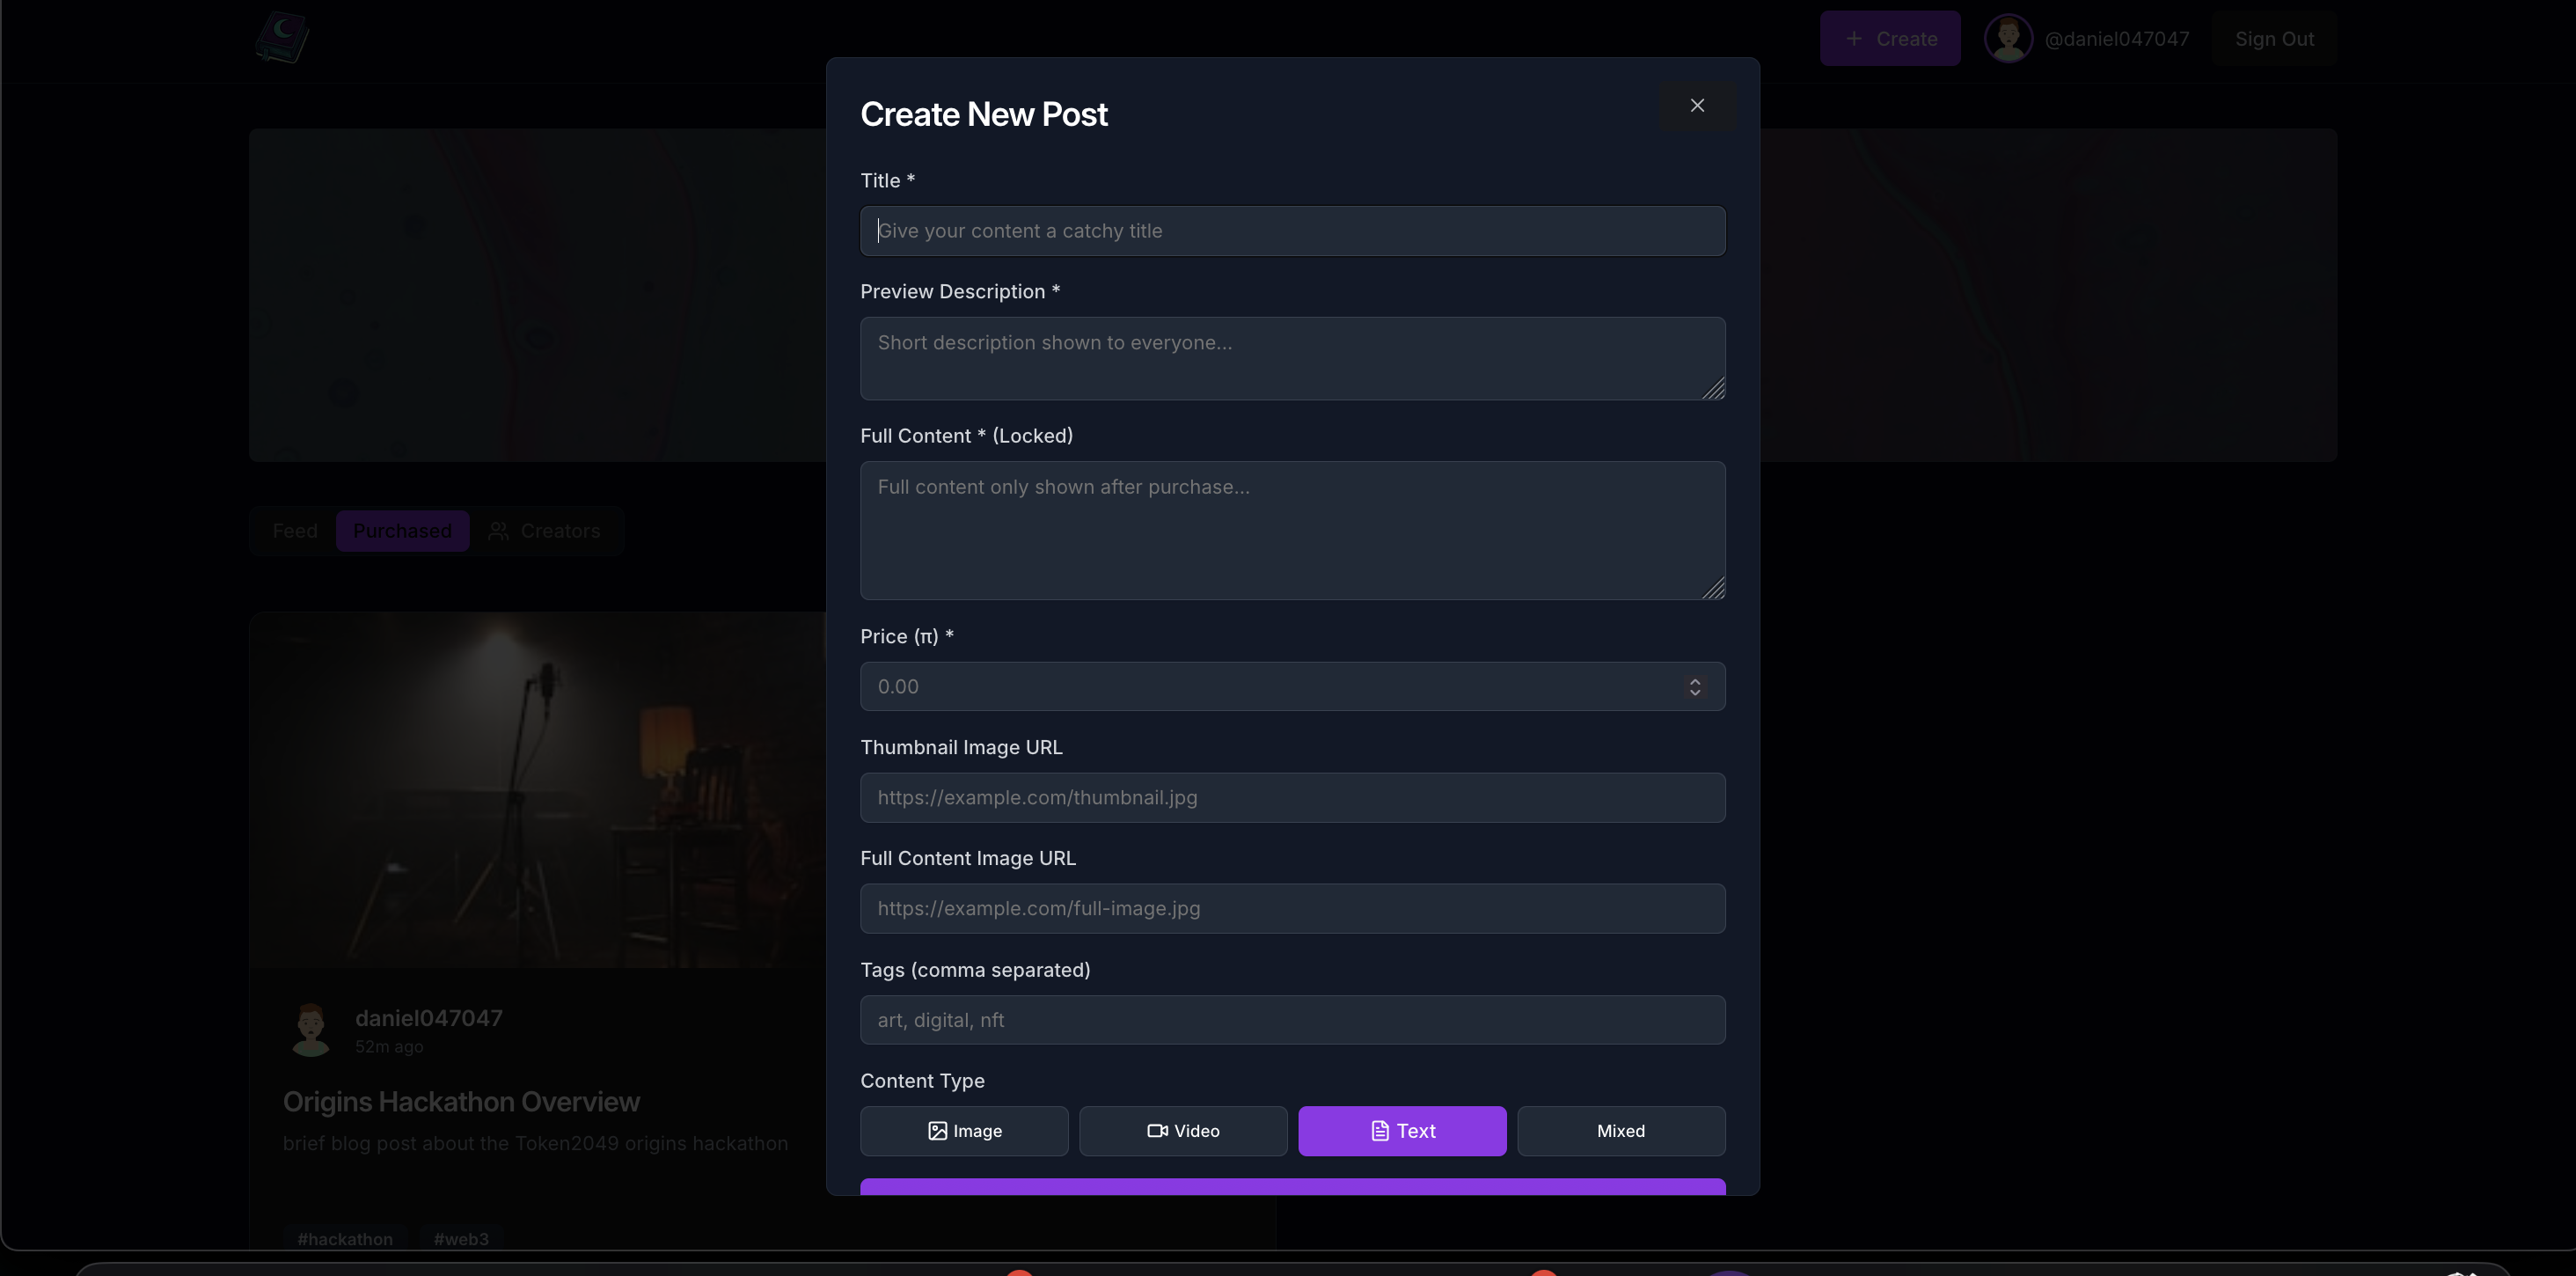 Create
@daniel047047
Sign Out
Create New Post
Title *
Give your content a catchy title
Preview Description *
Short description shown to everyone...
Full Content * (Locked)
Full content only shown after purchase...
Feed
Purchased
Creators
Price (π) *
0.00
Thumbnail Image URL
https://example.com/thumbnail.jpg
Full Content Image URL
https://example.com/full-image.jpg
Tags (comma separated)
art, digital, nft
Content Type
Image
Video
Text
Mixed
daniel047047
52m ago
Origins Hackathon Overview
brief blog post about the Token2049 origins hackathon
#hackathon
#web3